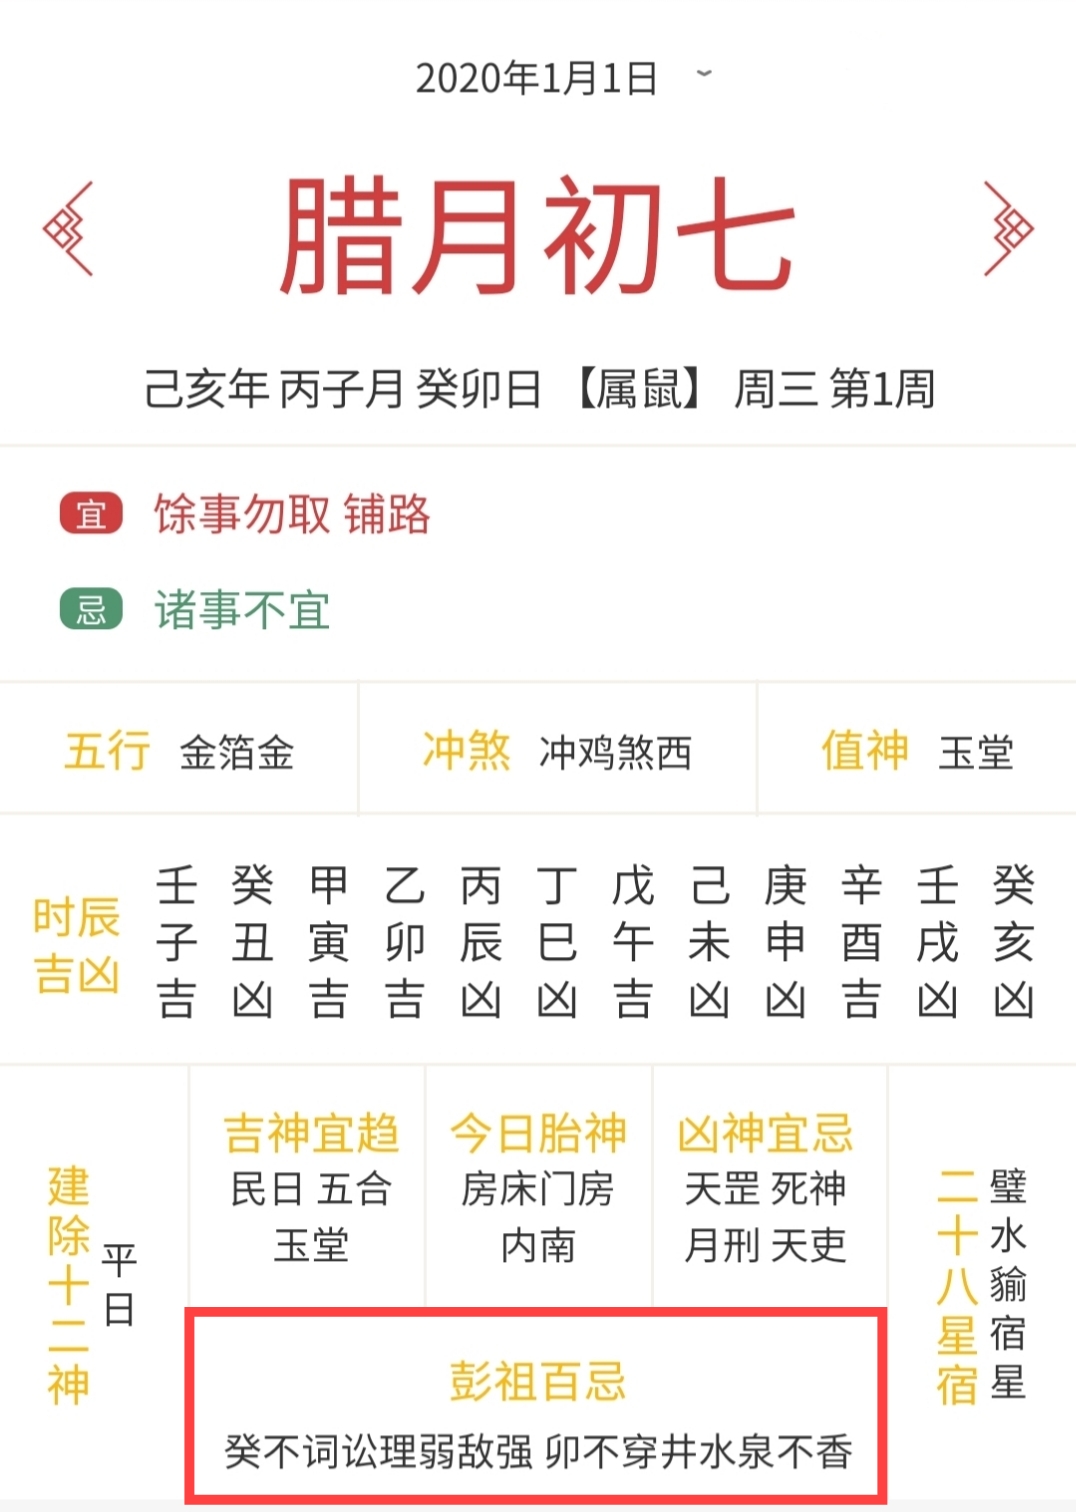 2020年1月1日
腊月初七
己亥年 丙子月 癸卯日 【属鼠】 周三 第1周
宜 馀事勿取 铺路
忌 诸事不宜
五行 金箔金 冲煞 冲鸡煞西 值神 玉堂
时辰吉凶
壬子吉 癸丑凶 甲寅吉 乙卯吉 丙辰凶 丁巳凶 戊午吉 己未凶 庚申凶 辛酉吉 壬戌凶 癸亥凶
建除十二神
平日
吉神宜趋
民日 五合
玉堂
今日胎神
房床门房
内南
凶神宜忌
天罡 死神
月刑 天吏
彭祖百忌
癸不词讼理弱敌强 卯不穿井水泉不香
二十八星宿
璧水貐宿星